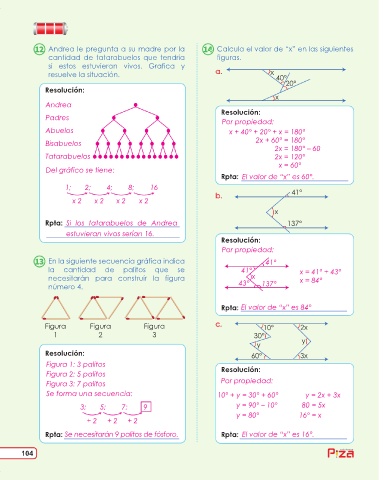 12 Andrea le pregunta a su madre por la
cantidad de tatarabuelos que tendría
si estos estuvieran vivos. Grafica y
resuelve la situación.
Resolución:
Andrea
Padres
Abuelos
Bisabuelos
Tatarabuelos
Del gráfico se tiene:
1; 2; 4; 8; 16
x 2 x 2 x 2 x 2
Rpta: Si los tatarabuelos de Andrea
estuvieran vivos serían 16.
13 En la siguiente secuencia gráfica indica
la cantidad de palitos que se
necesitarán para construir la figura
número 4.
Figura Figura Figura
1 2 3
Resolución:
Figura 1: 3 palitos
Figura 2: 5 palitos
Figura 3: 7 palitos
Se forma una secuencia:
3; 5; 7; 9
+ 2 + 2 + 2
Rpta: Se necesitarán 9 palitos de fósforo.
104
14 Calcula el valor de "x" en las siguientes
figuras.
a.
x
40°
20°
x
Resolución:
Por propiedad:
x + 40° + 20° + x = 180°
2x + 60° = 180°
2x = 180° – 60
2x = 120°
x = 60°
Rpta: El valor de "x" es 60°.
b.
41°
x
137°
Resolución:
Por propiedad:
41°
41°
x
43° 137°
x = 41° + 43°
x = 84°
Rpta: El valor de "x" es 84°
c.
10° 2x
30°
y y
60° 3x
Resolución:
Por propiedad:
10° + y = 30° + 60° y = 2x + 3x
y = 90° – 10° 80 = 5x
y = 80° 16° = x
Rpta: El valor de "x" es 16°.